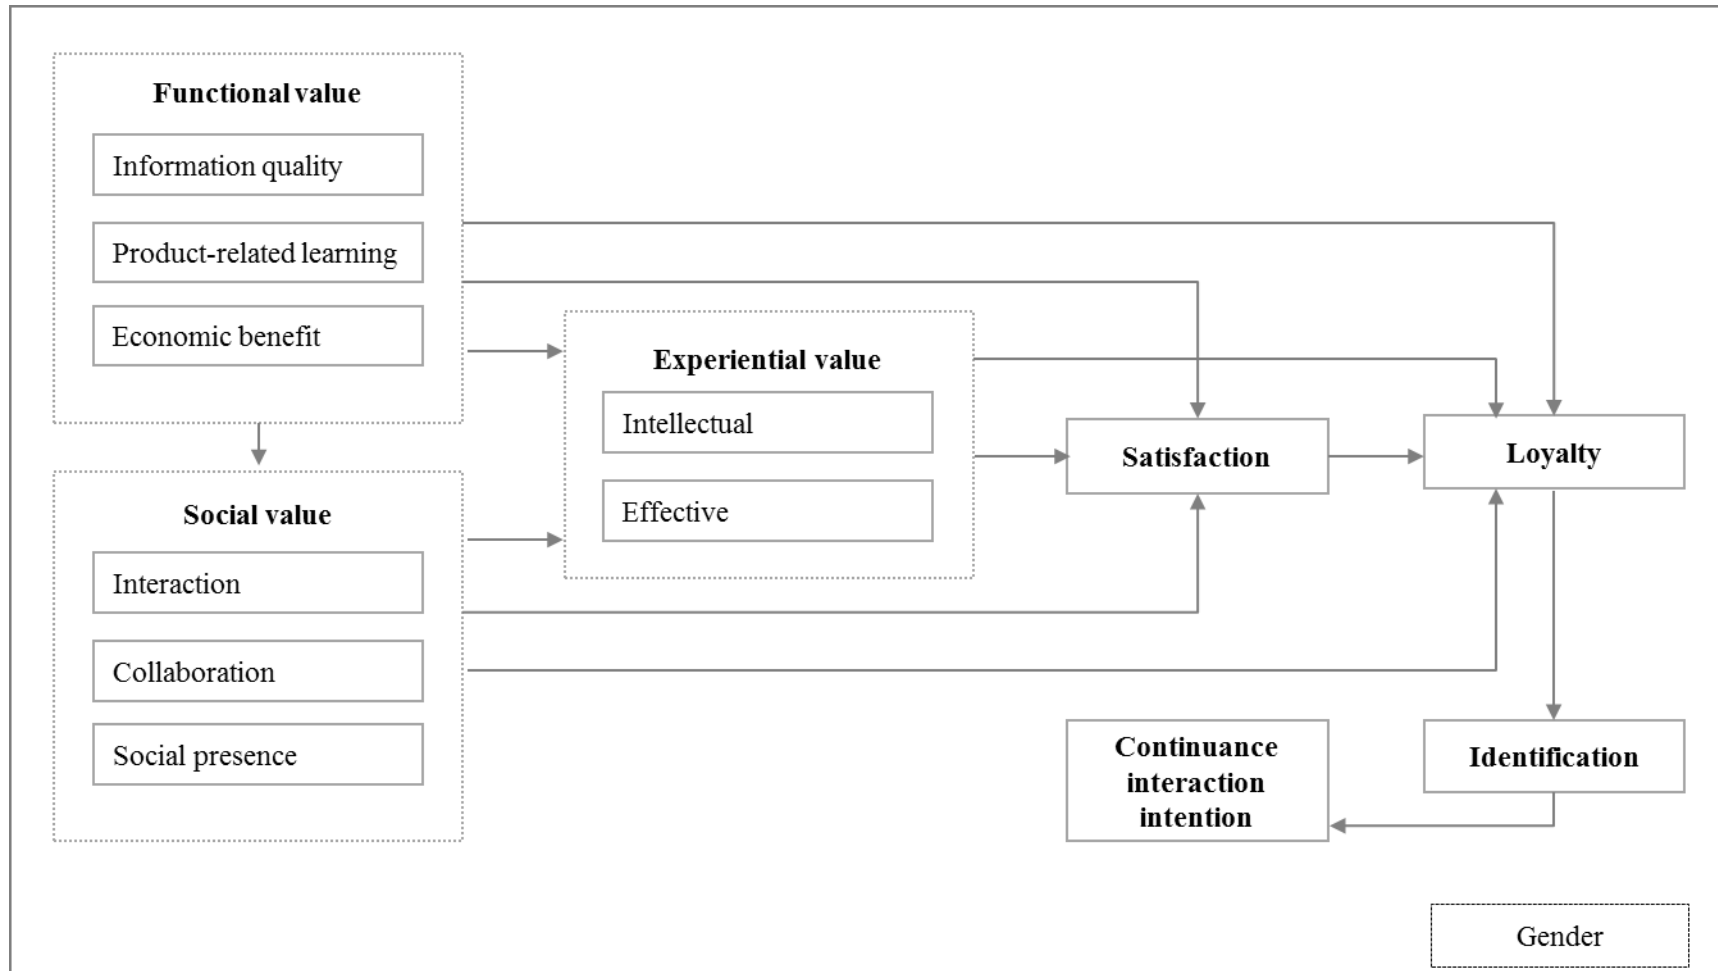 Functional value
Information quality
Product-related learning
Economic benefit
Social value
Interaction
Collaboration
Social presence
Experiential value
Intellectual
Effective
Satisfaction
Loyalty
Continuance
interaction
intention
Identification
Gender